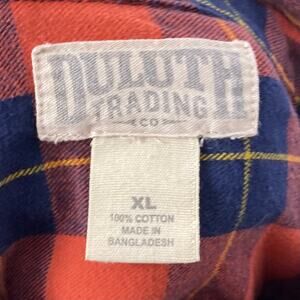 DULUTH
TRADING
CO
XL
100% COTTON
MADE IN
BANGLADESH